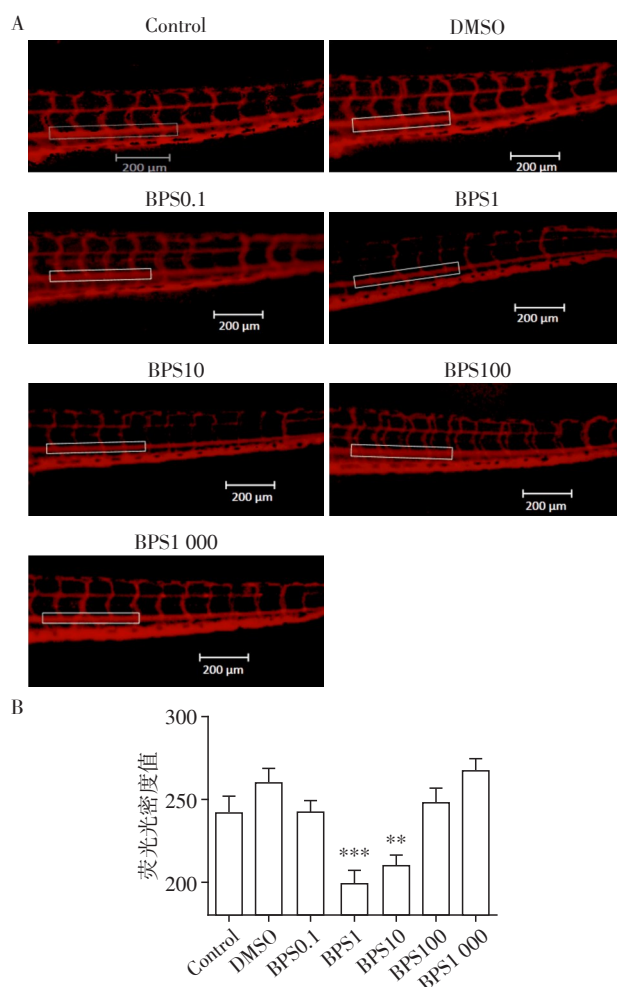 A
Control
DMSO
200 μm
200 μm
BPS0.1
BPS1
200 μm
200 μm
BPS10
BPS100
200 μm
200 μm
BPS1 000
200 μm
B
荧光光密度值
300
250
200
***
**
Control
DMSO
BPS0.1
BPS1
BPS10
BPS100
BPS1 000